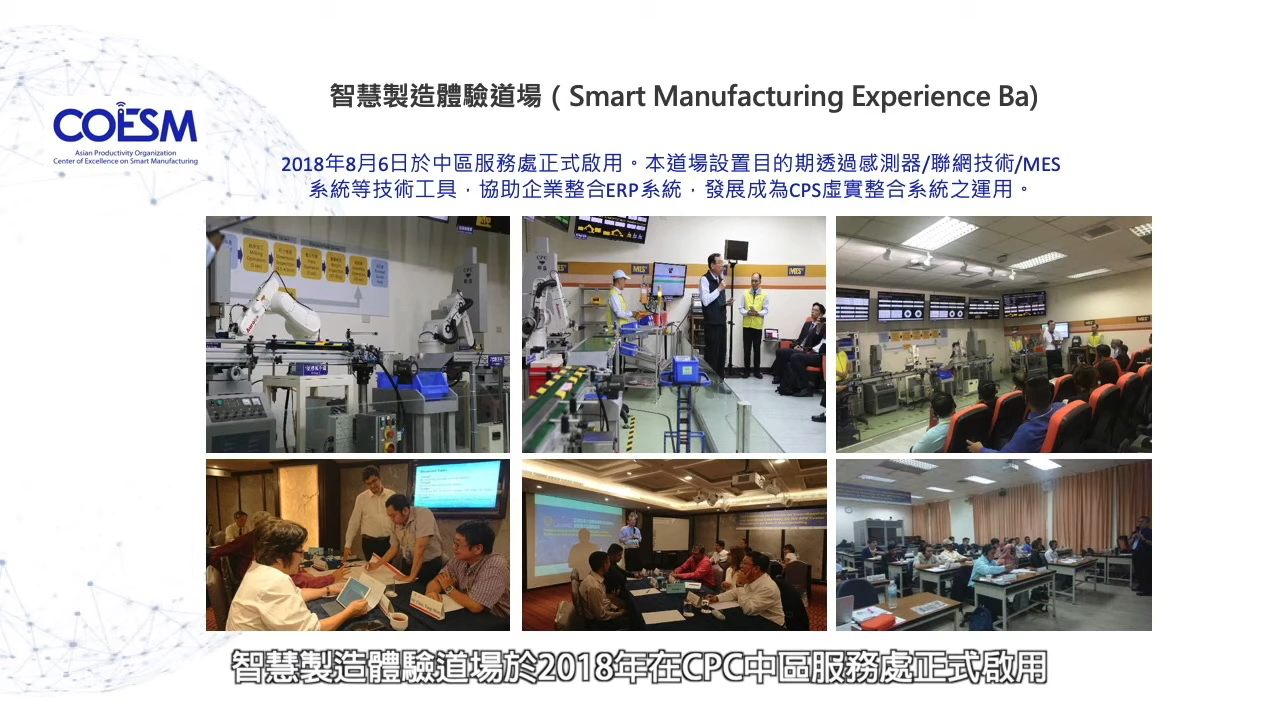 智慧製造體驗道場（Smart Manufacturing Experience Ba)
COESM
Asian Productivity Organization
Center of Excellence on Smart Manufacturing
2018年8月6日於中區服務處正式啟用。本道場設置目的期透過感測器/聯網技術/MES
系統等技術工具，協助企業整合ERP系統，發展成為CPS虛實整合系統之運用。
CPC
MES
MES
智慧製造體驗道場於2018年在CPC中區服務處正式啟用